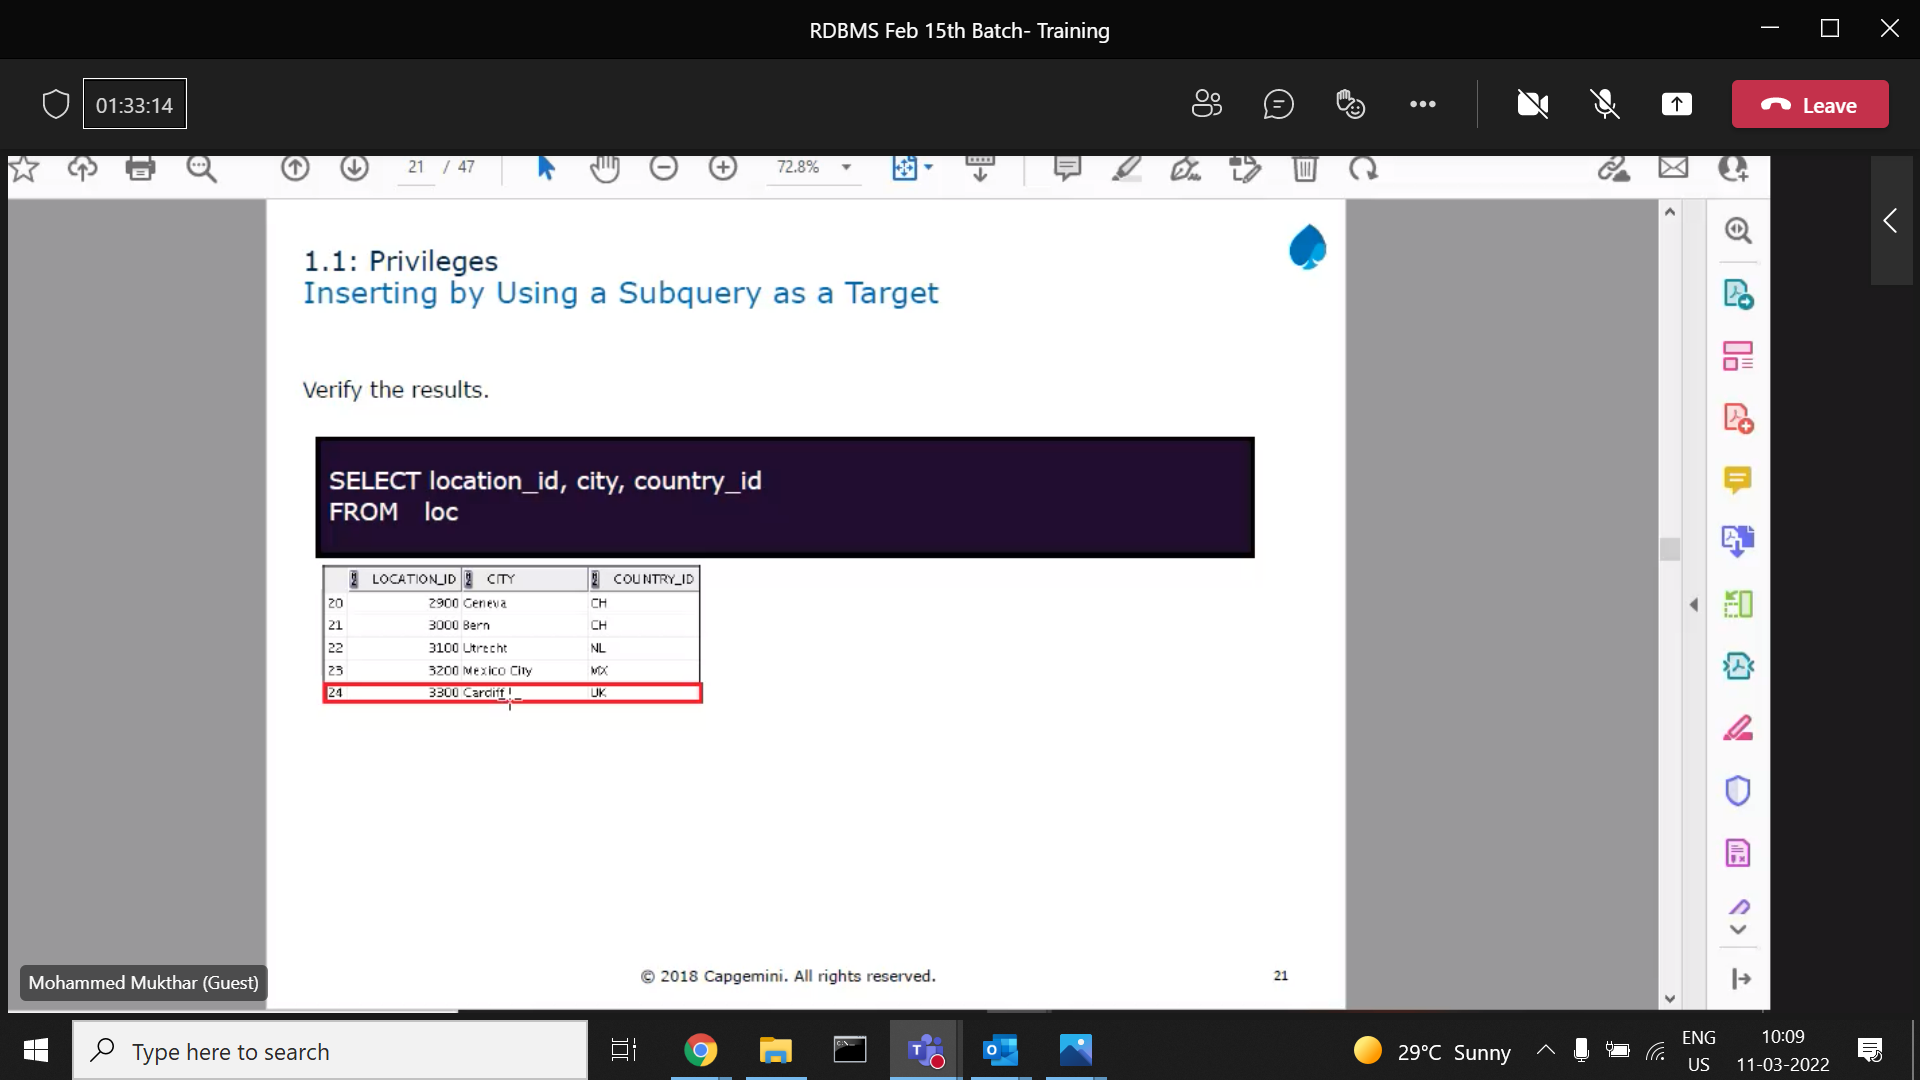 RDBMS Feb 15th Batch- Training
01:33:14
Leave
21 / 47
72.8%
1.1: Privileges
Inserting by Using a Subquery as a Target
Verify the results.
SELECT location_id, city, country_id
FROM loc
LOCATION_ID CITY COUNTRY_ID
20 2900 Geneva CH
21 3000 Bern CH
22 3100 Utrecht NL
23 3200 Mexico City MX
24 3300 Cardiff UK
© 2018 Capgemini. All rights reserved.
21
Mohammed Mukthar (Guest)
Type here to search
29°C Sunny
ENG
US
10:09
11-03-2022